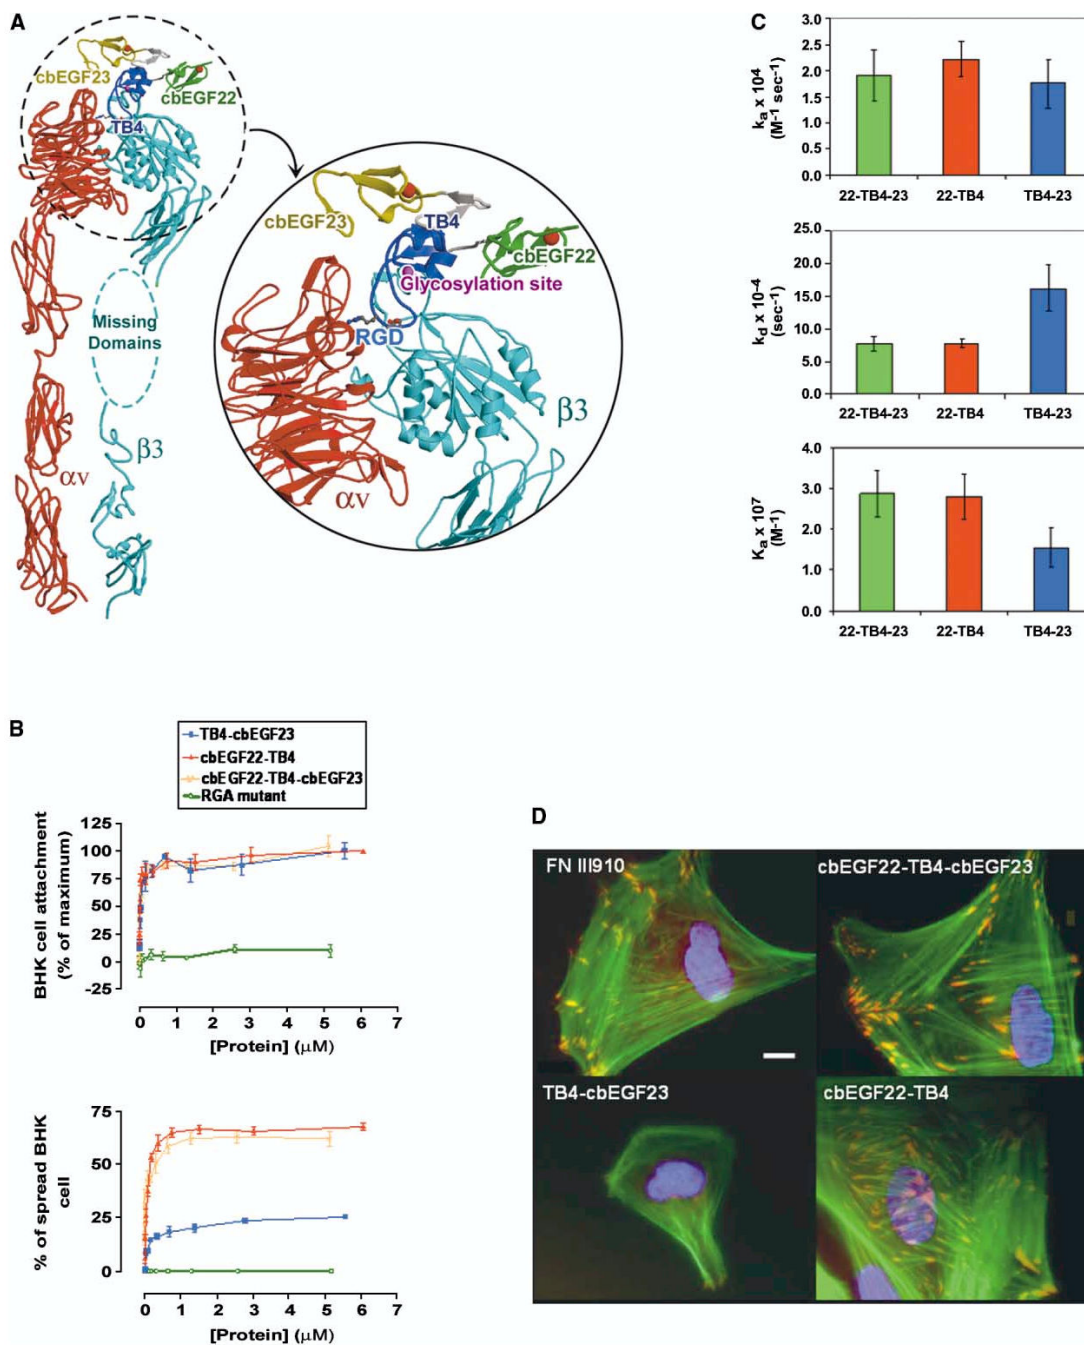 A
cbEGF23
cbEGF22
TB4
Missing
Domains
αv
β3
cbEGF23
TB4
cbEGF22
Glycosylation site
RGD
β3
αv
C
ka x 10⁴
(M⁻¹ sec⁻¹)
3.0
2.5
2.0
1.5
1.0
0.5
0.0
22-TB4-23 22-TB4 TB4-23
kd x 10-4
(sec⁻¹)
25.0
20.0
15.0
10.0
5.0
0.0
22-TB4-23 22-TB4 TB4-23
Ka x 10⁷
(M⁻¹)
4.0
3.0
2.0
1.0
0.0
22-TB4-23 22-TB4 TB4-23
B
TB4-cbEGF23
cbEGF22-TB4
cbEGF22-TB4-cbEGF23
RGA mutant
BHK cell attachment
(% of maximum)
125
100
75
50
25
0
-25
0 1 2 3 4 5 6 7
[Protein] (μM)
% of spread BHK
cell
75
50
25
0
0 1 2 3 4 5 6 7
[Protein] (μM)
D
FN III910
cbEGF22-TB4-cbEGF23
TB4-cbEGF23
cbEGF22-TB4